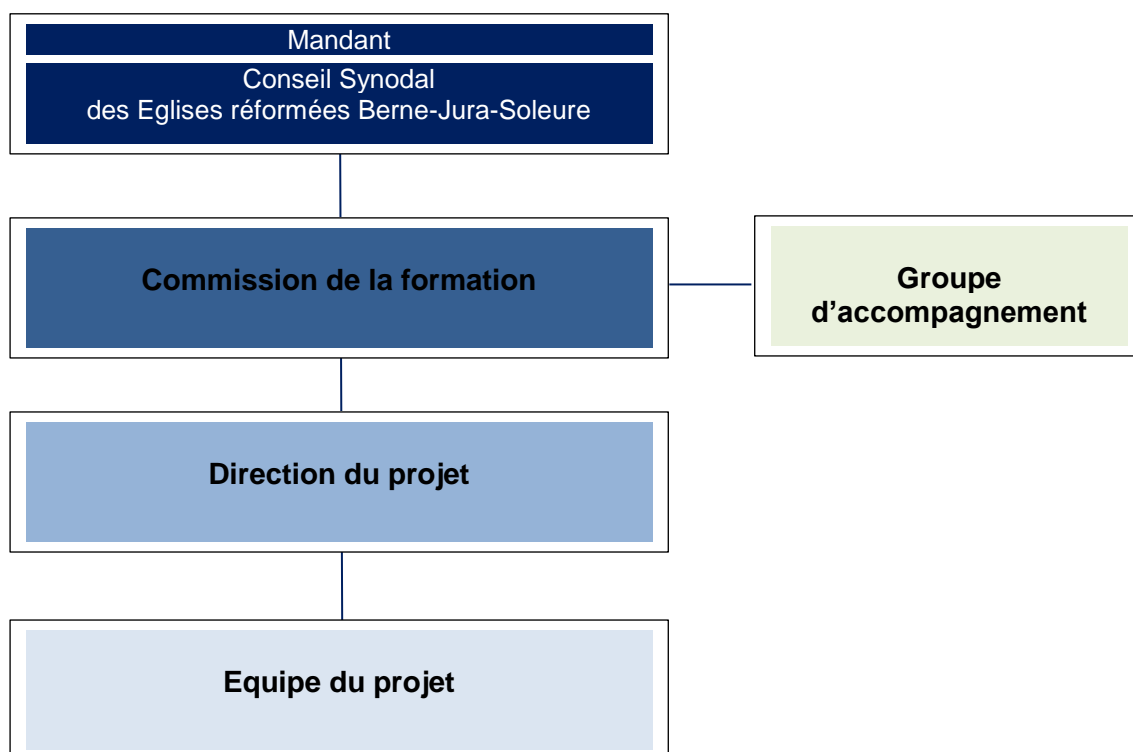 Mandant
Conseil Synodal
des Eglises réformées Berne-Jura-Soleure
Commission de la formation
Groupe
d’accompagnement
Direction du projet
Equipe du projet